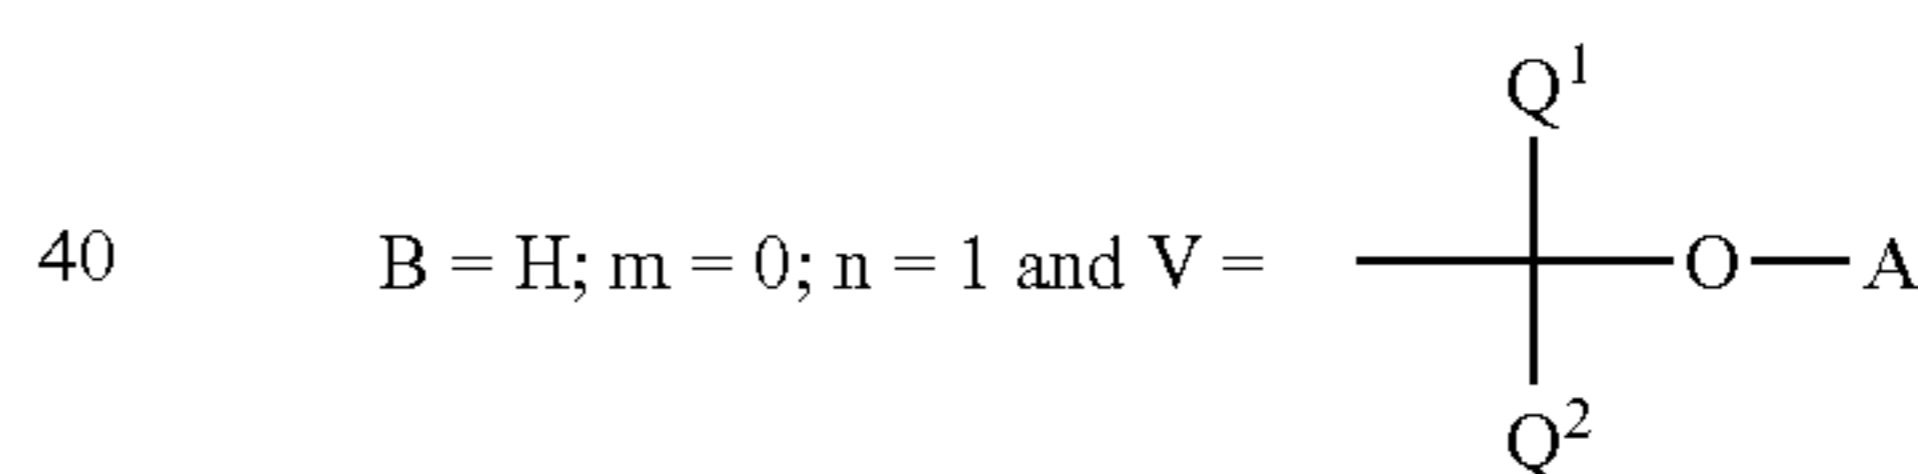 Q¹
40 B = H; m = 0; n = 1 and V = O A
Q²